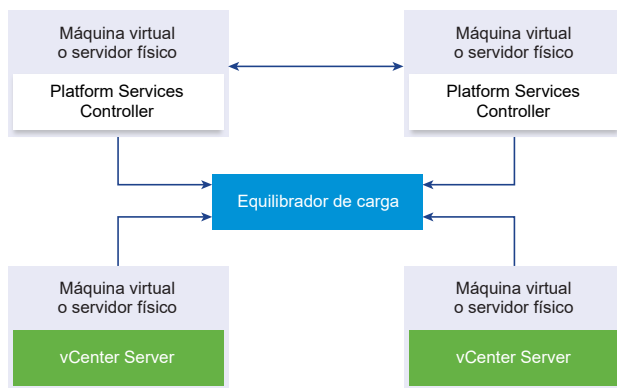 Máquina virtual
o servidor físico
Platform Services
Controller
Máquina virtual
o servidor físico
Platform Services
Controller
Equilibrador de carga
Máquina virtual
o servidor físico
vCenter Server
Máquina virtual
o servidor físico
vCenter Server